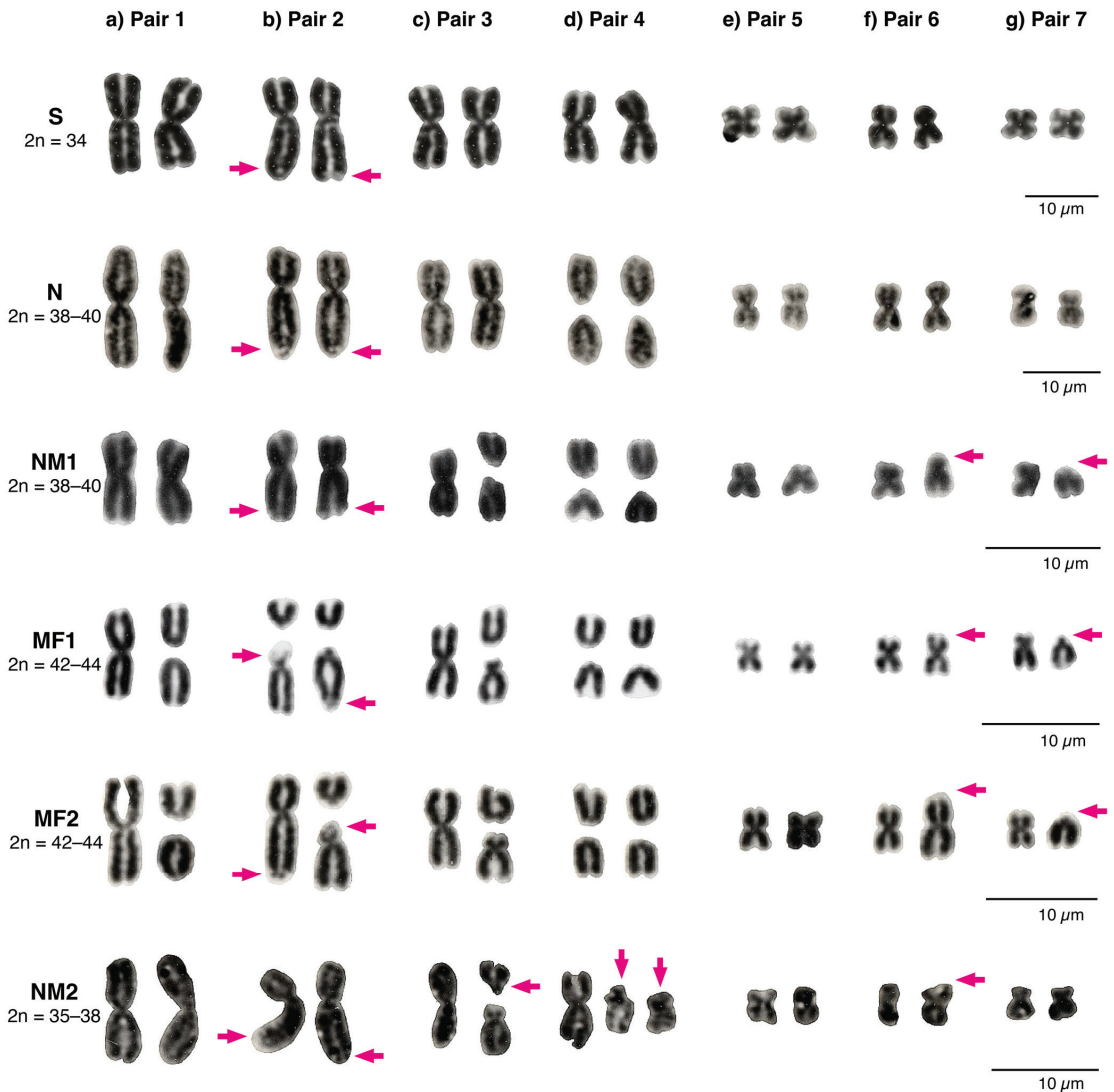 a) Pair 1 b) Pair 2 c) Pair 3 d) Pair 4 e) Pair 5 f) Pair 6 g) Pair 7
S
2n = 34
10 µm
N
2n = 38–40
10 µm
NM1
2n = 38–40
10 µm
MF1
2n = 42–44
10 µm
MF2
2n = 42–44
10 µm
NM2
2n = 35–38
10 µm